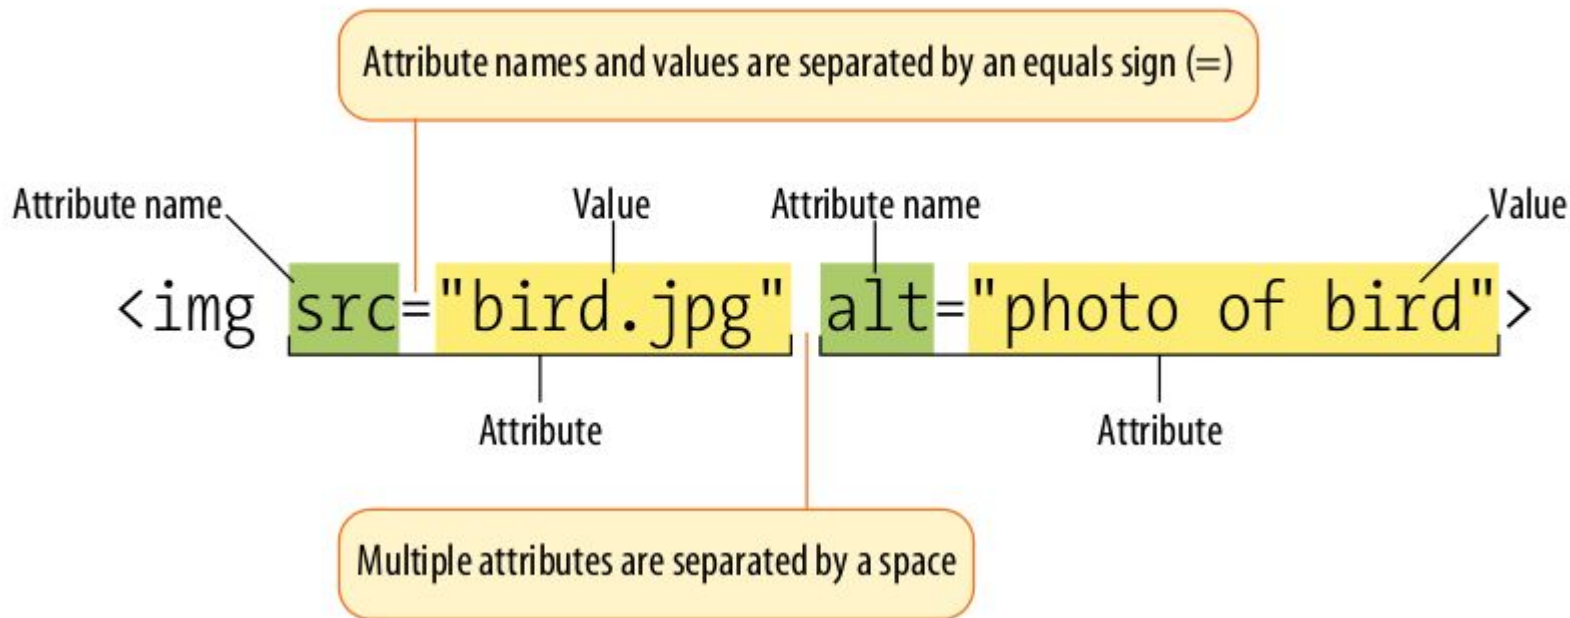 Attribute names and values are separated by an equals sign (=)
Attribute name
Value
Attribute name
Value
<img src="bird.jpg" alt="photo of bird">
Attribute
Attribute
Multiple attributes are separated by a space